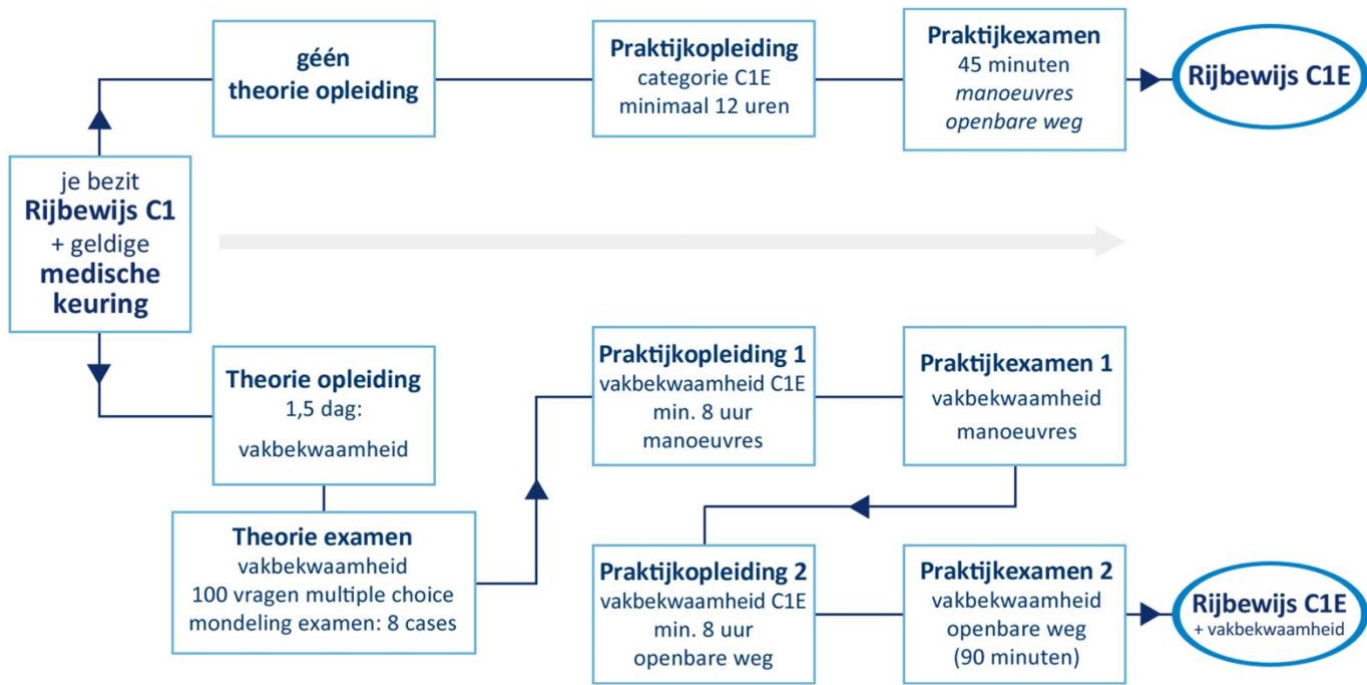 géén
theorie opleiding
Praktijkopleiding
categorie C1E
minimaal 12 uren
Praktijkexamen
45 minuten
manoeuvres
openbare weg
Rijbewijs C1E
je bezit
Rijbewijs C1
+ geldige
medische
keuring
Theorie opleiding
1,5 dag:
vakbekwaamheid
Theorie examen
vakbekwaamheid
100 vragen multiple choice
mondeling examen: 8 cases
Praktijkopleiding 1
vakbekwaamheid C1E
min. 8 uur
manoeuvres
Praktijkexamen 1
vakbekwaamheid
manoeuvres
Praktijkopleiding 2
vakbekwaamheid C1E
min. 8 uur
openbare weg
Praktijkexamen 2
vakbekwaamheid
openbare weg
(90 minuten)
Rijbewijs C1E
+ vakbekwaamheid